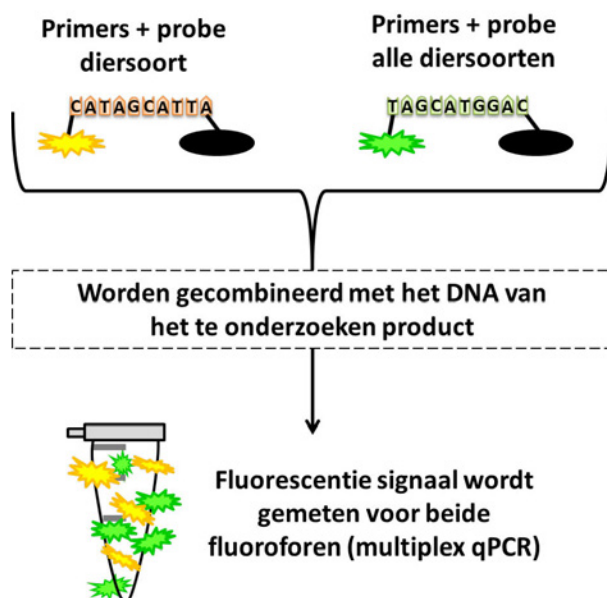 Primers + probe
diersoort
CATAGCATTA
Primers + probe
alle diersoorten
TAGCATGGAC
Worden gecombineerd met het DNA van
het te onderzoeken product
Fluorescentie signaal wordt
gemeten voor beide
fluoroforen (multiplex qPCR)